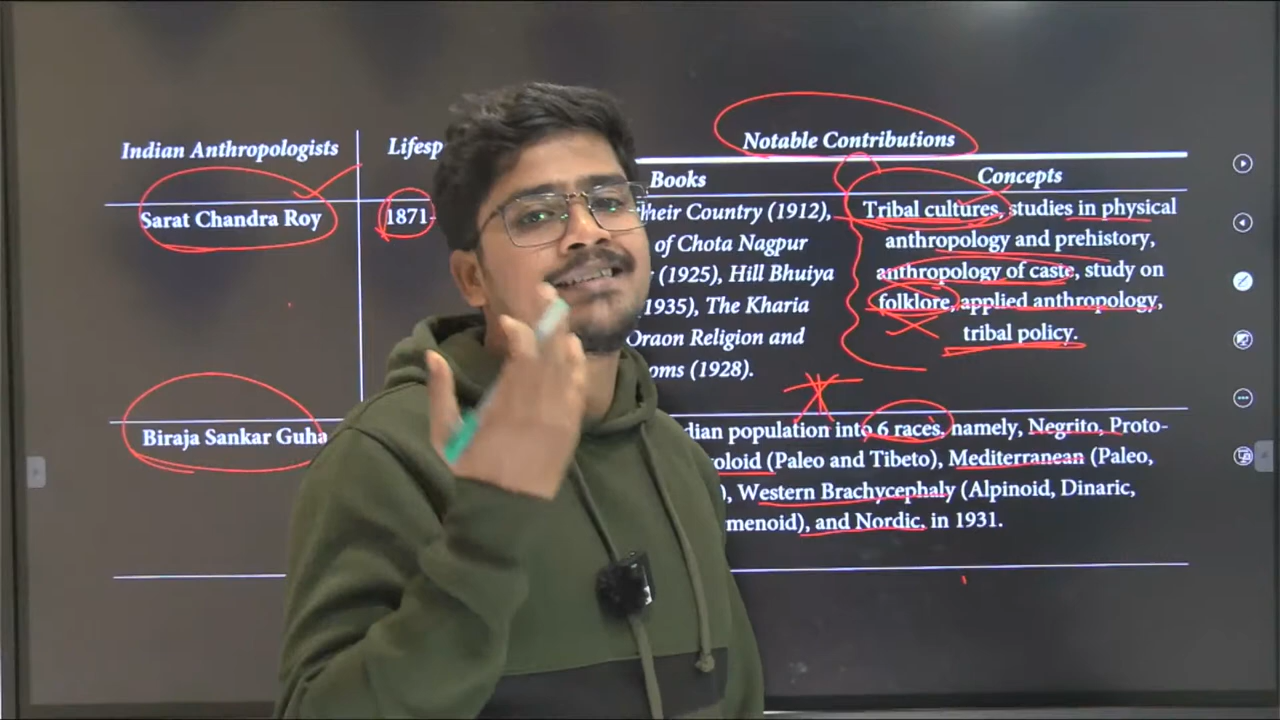 Indian Anthropologists Lifesp Notable Contributions
Books Concepts
Sarat Chandra Roy 1871- their Country (1912), Tribal cultures, studies in physical
of Chota Nagpur anthropology and prehistory,
(1925), Hill Bhuiya anthropology of caste, study on
1935), The Kharia folklore, applied anthropology,
Oraon Religion and tribal policy.
oms (1928).
Biraja Sankar Guha dian population into 6 races, namely, Negrito, Proto-
oloid (Paleo and Tibeto), Mediterranean (Paleo,
), Western Brachycephaly (Alpinoid, Dinaric,
menoid), and Nordic, in 1931.